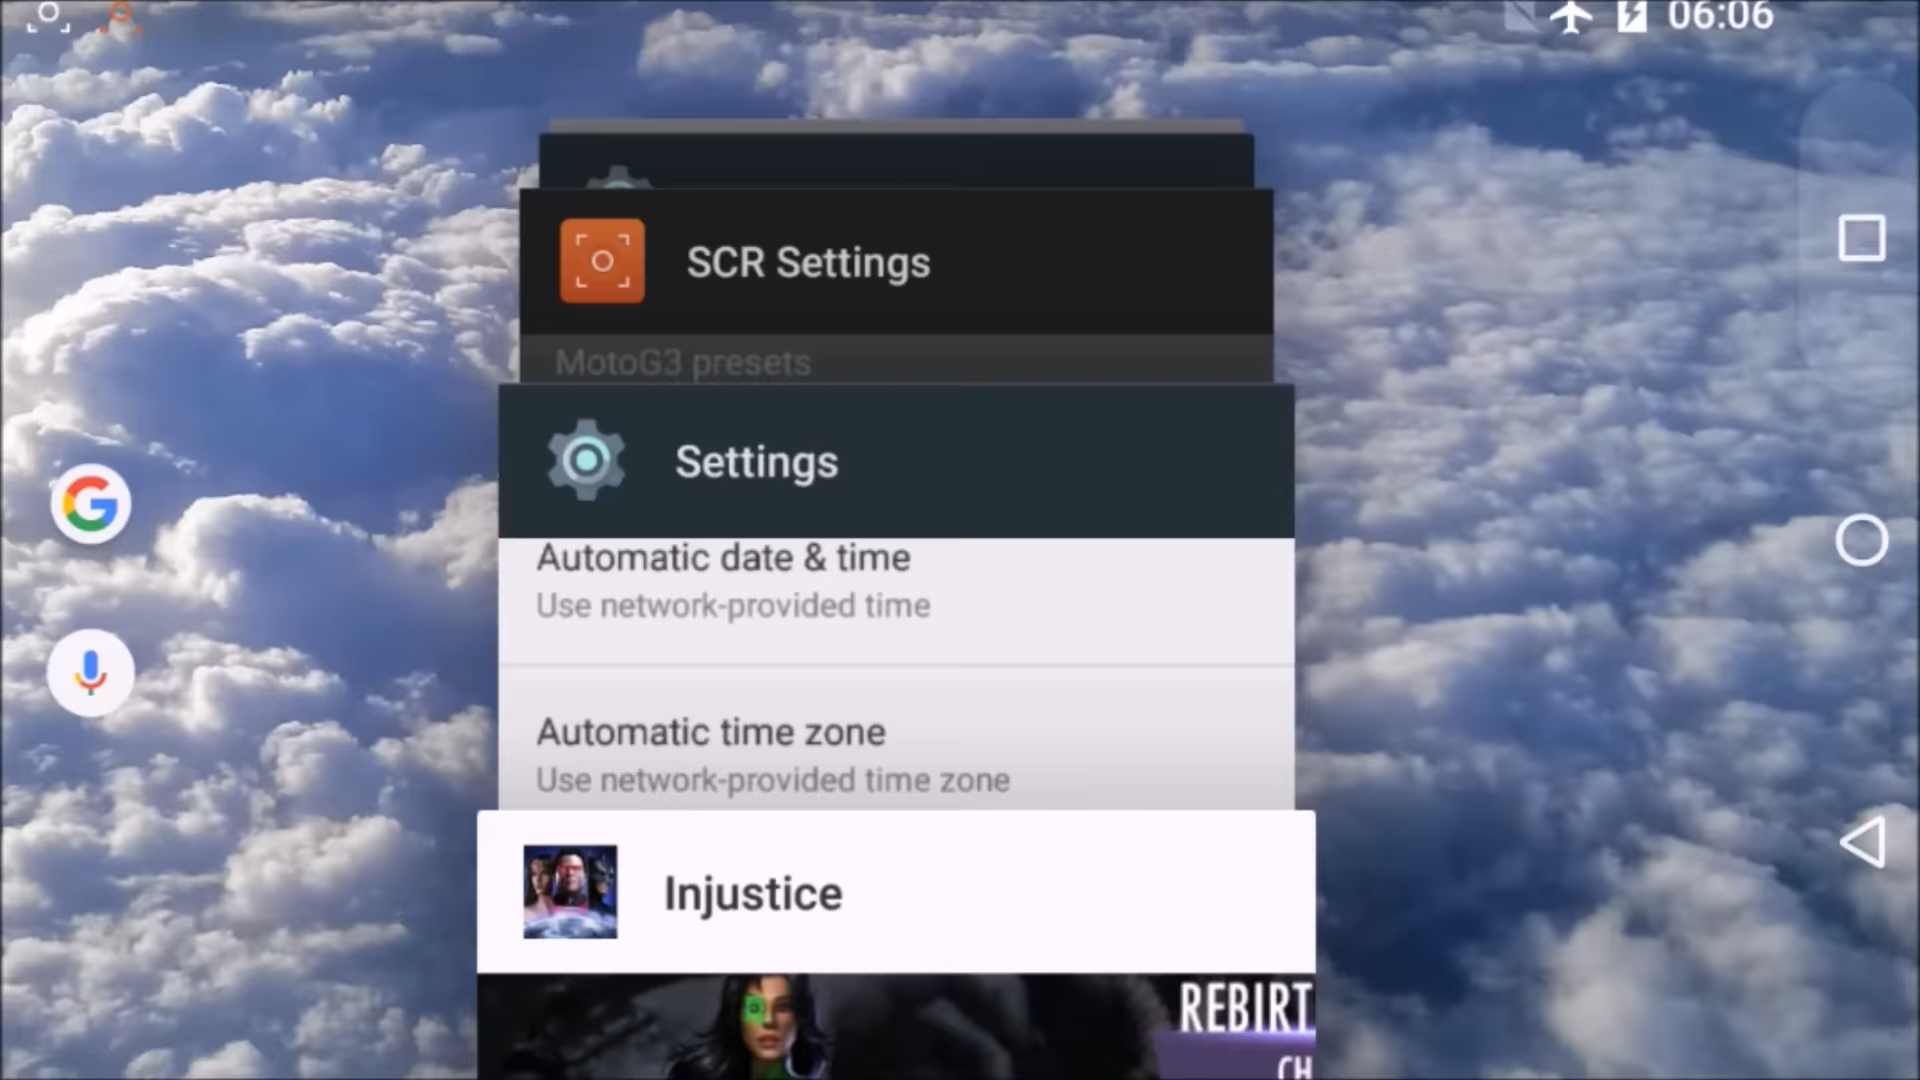 06:06
SCR Settings
MotoG3 presets
Settings
Automatic date & time
Use network-provided time
Automatic time zone
Use network-provided time zone
Injustice
REBIRT
CH